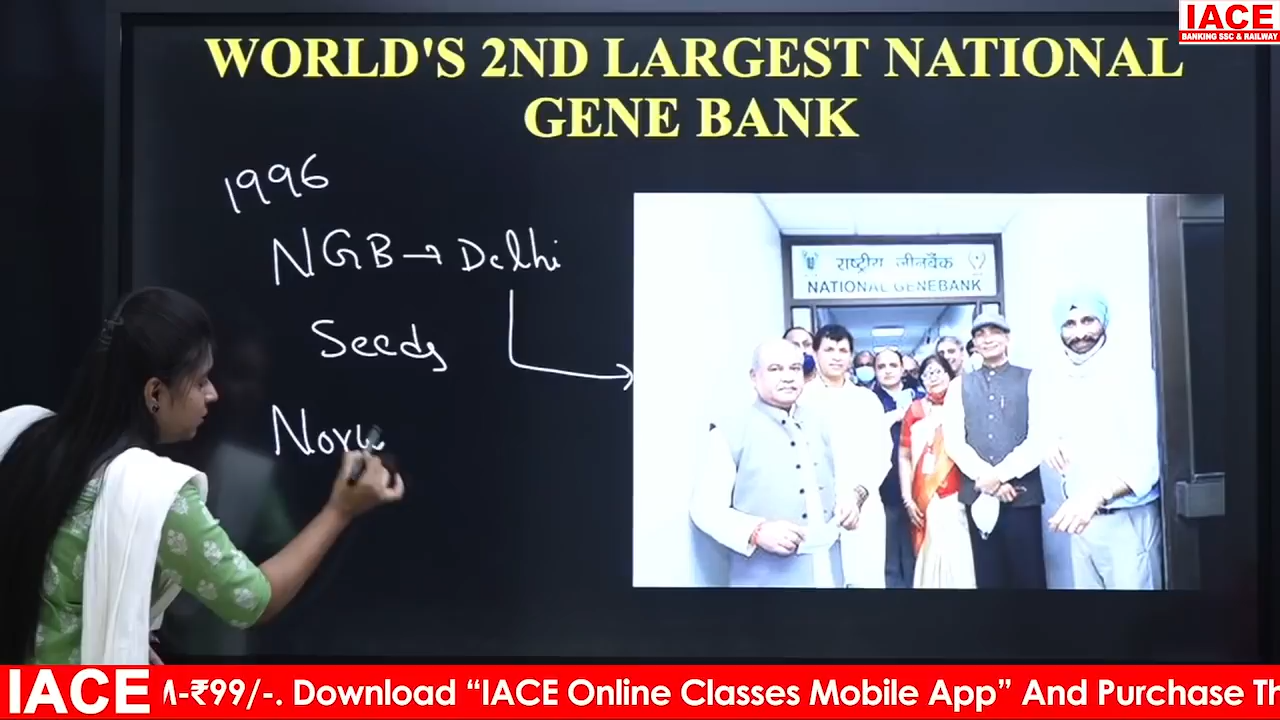 IACE
BANKING SSC & RAILWAY
WORLD'S 2ND LARGEST NATIONAL
GENE BANK
1996
NGB → Delhi
Seeds
Norw
राष्ट्रीय जीनबैंक
NATIONAL GENEBANK
IACE
-₹99/-. Download “IACE Online Classes Mobile App” And Purchase Th